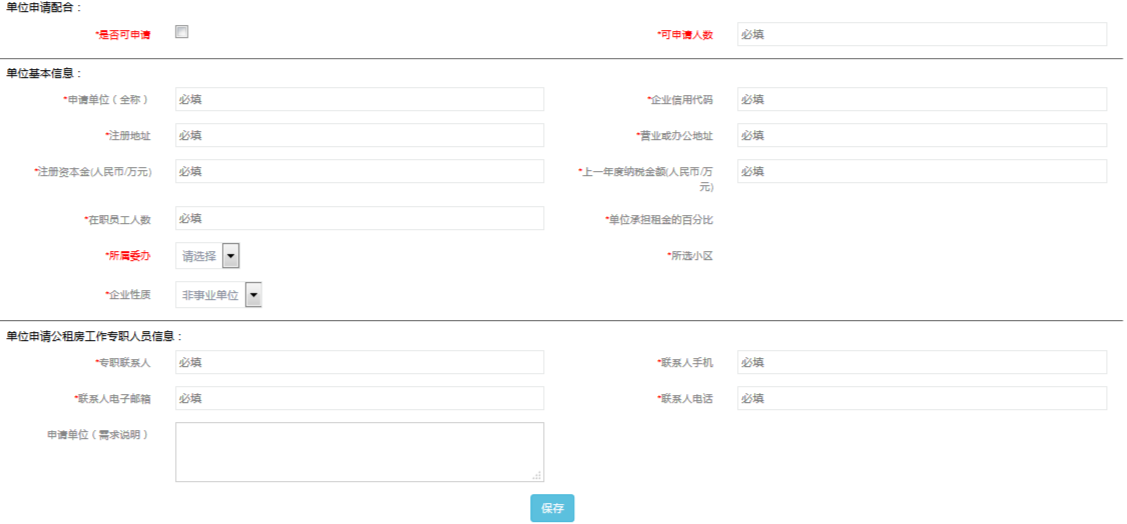 单位申请配合：
*是否可申请
*可申请人数 必填
单位基本信息：
*申请单位（全称） 必填
*企业信用代码 必填
*注册地址 必填
*营业或办公地址 必填
*注册资本金(人民币/万元) 必填
*上一年度纳税金额(人民币/万
元) 必填
*在职员工人数 必填
*单位承担租金的百分比
*所属委办 请选择
*所选小区
*企业性质 非事业单位
单位申请公租房工作专职人员信息：
*专职联系人 必填
*联系人手机 必填
*联系人电子邮箱 必填
*联系人电话 必填
申请单位（需求说明）
保存